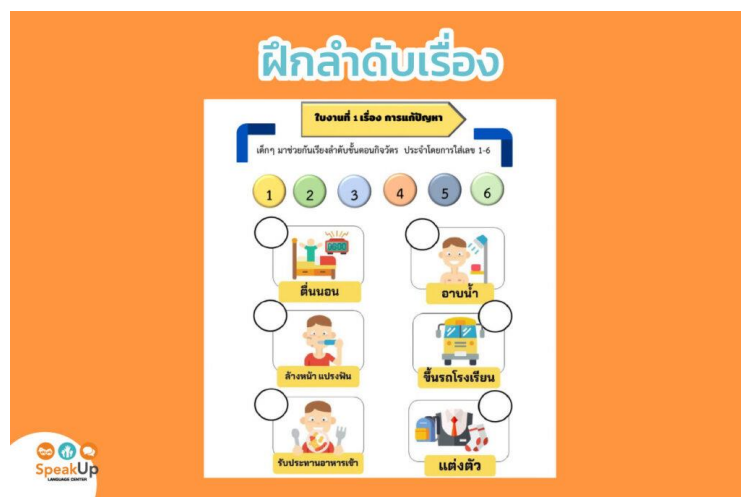 ฝึกลำดับเรื่อง
ใบงานที่ 1 เรื่อง การแก้ปัญหา
เด็กๆ มาช่วยกันเรียงลำดับขั้นตอนกิจวัตร ประจำโดยการใส่เลข 1-6
1 2 3 4 5 6
ตื่นนอน
อาบน้ำ
ล้างหน้า แปรงฟัน
ขึ้นรถโรงเรียน
รับประทานอาหารเช้า
แต่งตัว
SpeakUp
LANGUAGE CENTER